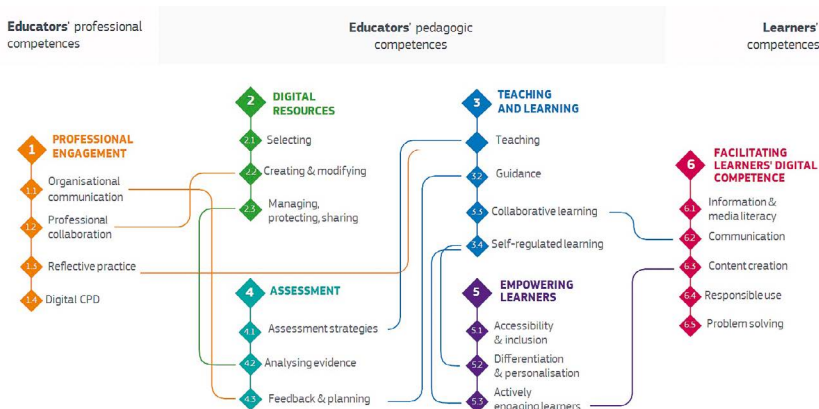 Educators' professional
competences
Educators' pedagogic
competences
Learners'
competences
1
PROFESSIONAL
ENGAGEMENT
1.1 Organisational
communication
1.2 Professional
collaboration
1.3 Reflective practice
1.4 Digital CPD
2
DIGITAL
RESOURCES
2.1 Selecting
2.2 Creating & modifying
2.3 Managing,
protecting, sharing
4 ASSESSMENT
4.1 Assessment strategies
4.2 Analysing evidence
4.3 Feedback & planning
3
TEACHING
AND LEARNING
Teaching
3.2 Guidance
3.3 Collaborative learning
3.4 Self-regulated learning
5
EMPOWERING
LEARNERS
5.1 Accessibility
& inclusion
5.2 Differentiation
& personalisation
5.3 Actively
engaging learners
6
FACILITATING
LEARNERS' DIGITAL
COMPETENCE
6.1 Information &
media literacy
6.2 Communication
6.3 Content creation
6.4 Responsible use
6.5 Problem solving